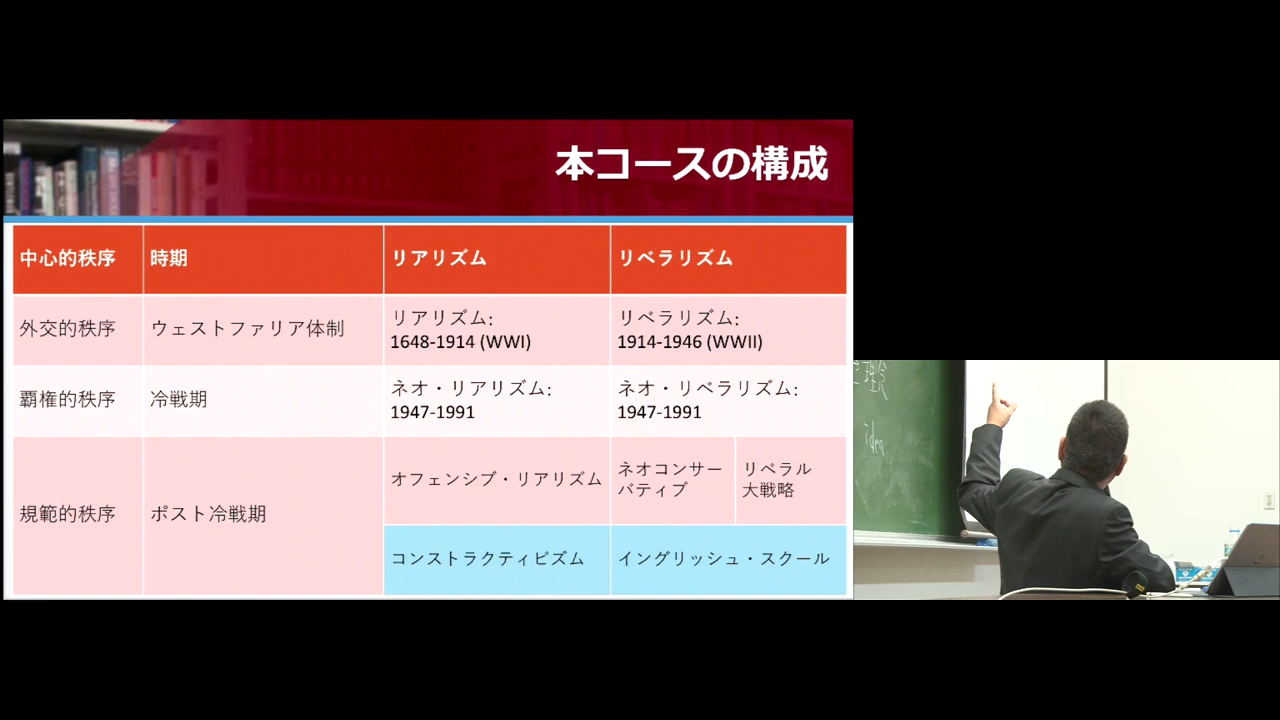 本コースの構成
中心的秩序
時期
リアリズム
リベラリズム
外交的秩序
ウェストファリア体制
リアリズム:
1648-1914 (WWI)
リベラリズム:
1914-1946 (WWII)
覇権的秩序
冷戦期
ネオ・リアリズム:
1947-1991
ネオ・リベラリズム:
1947-1991
規範的秩序
ポスト冷戦期
オフェンシブ・リアリズム
ネオコンサー
バティブ
リベラル
大戦略
コンストラクティビズム
イングリッシュ・スクール
idea